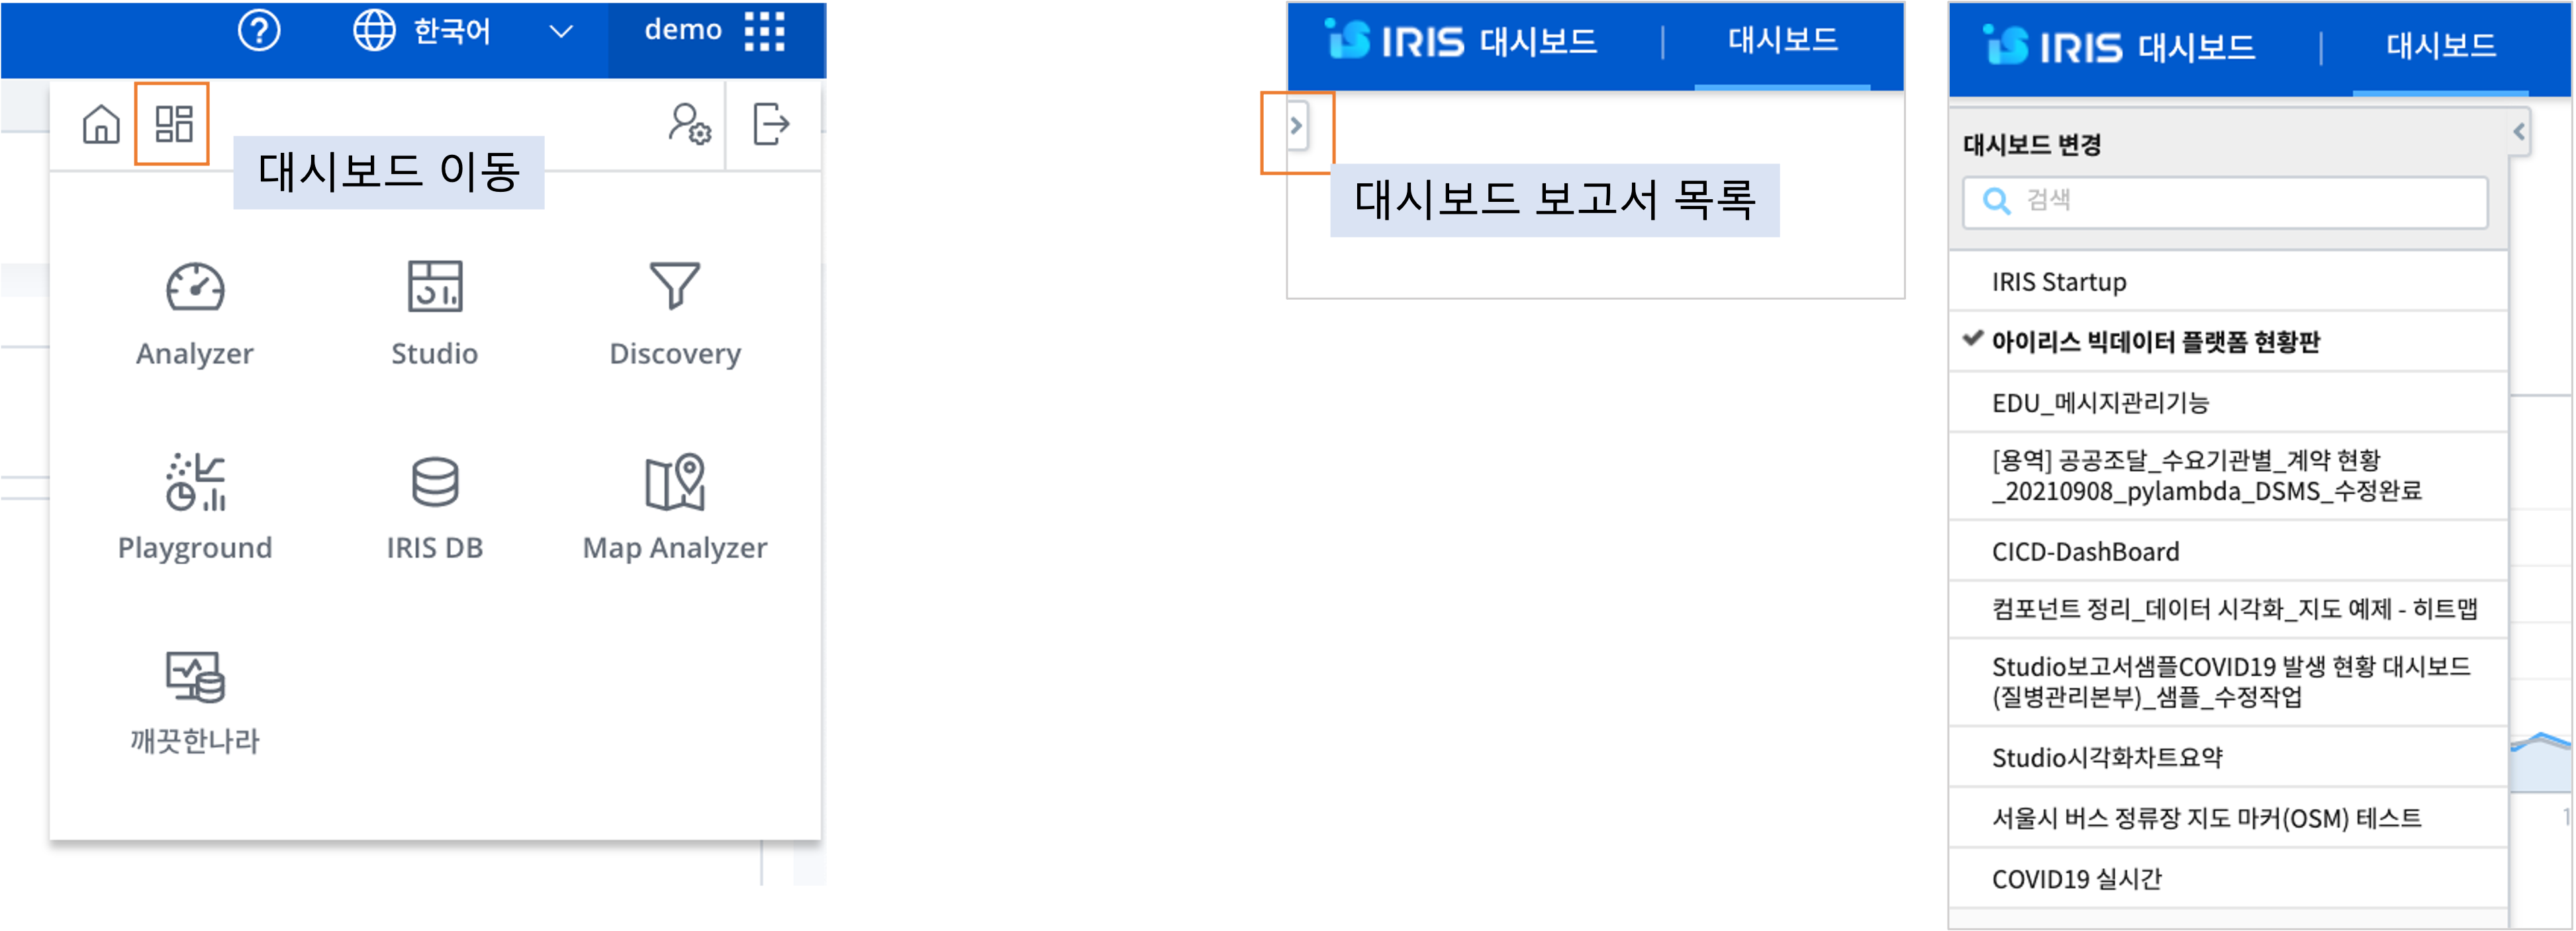 한국어
demo
대시보드 이동
Analyzer
Studio
Discovery
Playground
IRIS DB
Map Analyzer
깨끗한나라
IRIS 대시보드 | 대시보드
대시보드 보고서 목록
IRIS 대시보드 | 대시보드
대시보드 변경
검색
IRIS Startup
아이리스 빅데이터 플랫폼 현황판
EDU_메시지관리기능
[용역] 공공조달_수요기관별_계약 현황
_20210908_pylambda_DSMS_수정완료
CICD-DashBoard
컴포넌트 정리_데이터 시각화_지도 예제 - 히트맵
Studio보고서샘플COVID19 발생 현황 대시보드
(질병관리본부)_샘플_수정작업
Studio시각화차트요약
서울시 버스 정류장 지도 마커(OSM) 테스트
COVID19 실시간